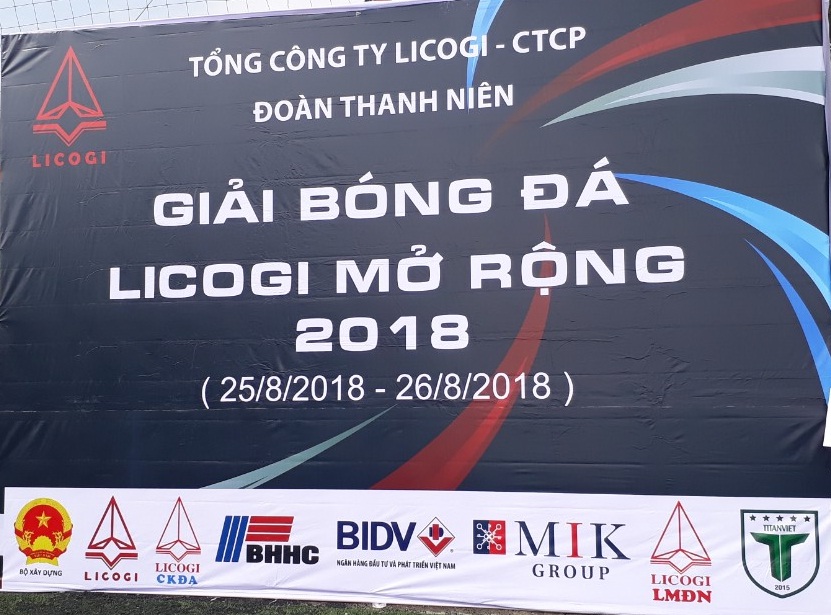 TỔNG CÔNG TY LICOGI - CTCP
ĐOÀN THANH NIÊN
LICOGI
GIẢI BÓNG ĐÁ
LICOGI MỞ RỘNG
2018
( 25/8/2018 - 26/8/2018 )
BỘ XÂY DỰNG
LICOGI
LICOGI
CKĐA
BHHC
BIDV
NGÂN HÀNG ĐẦU TƯ VÀ PHÁT TRIỂN VIỆT NAM
MIK
GROUP
LICOGI
LMĐN
TITANVIET
2015